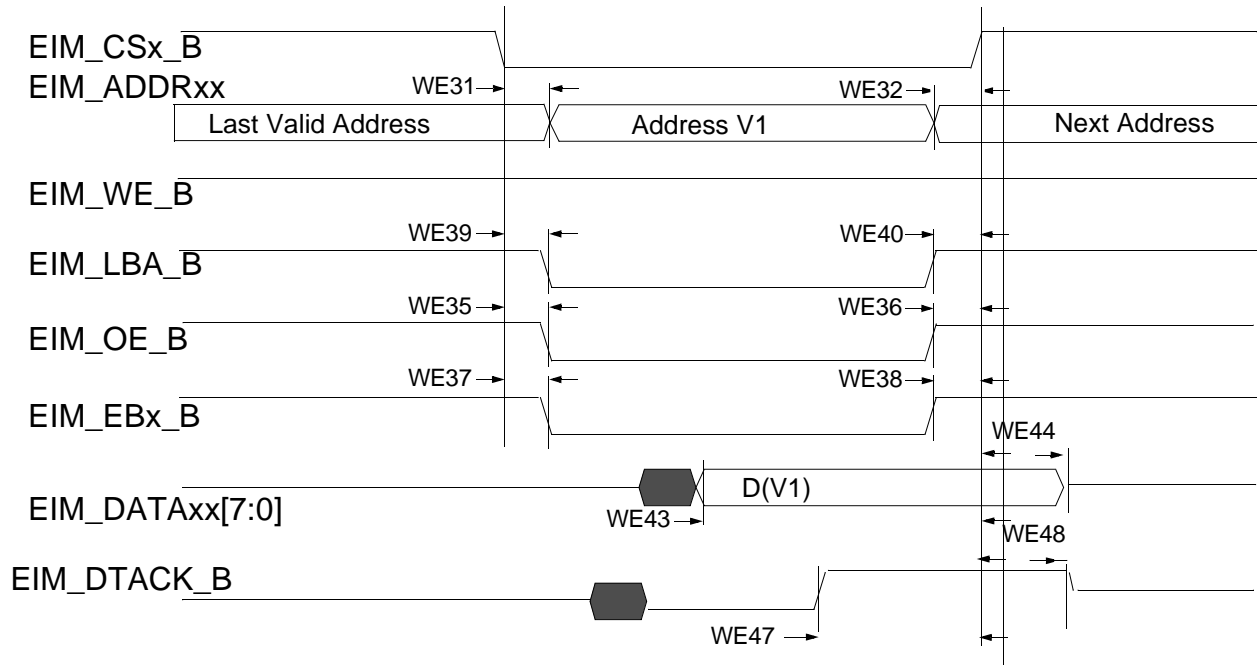 EIM_CSx_B
EIM_ADDRxx
WE31
WE32
Last Valid Address
Address V1
Next Address
EIM_WE_B
WE39
WE40
EIM_LBA_B
WE35
WE36
EIM_OE_B
WE37
WE38
EIM_EBx_B
WE44
D(V1)
EIM_DATAxx[7:0]
WE43
WE48
EIM_DTACK_B
WE47